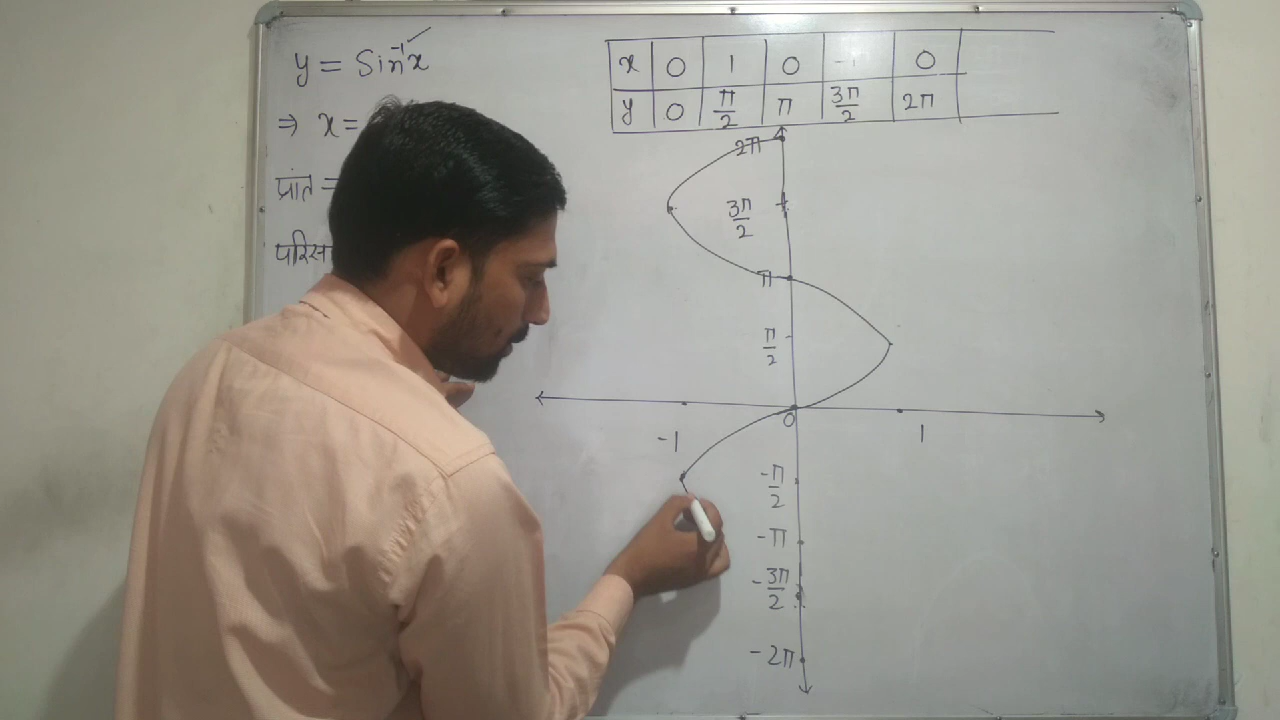 y = Sin⁻¹x ✓
⇒ x =
प्रांत =
परिस
x 0 1 0 -1 0
y 0 π/2 π 3π/2 2π
2π
3π/2
π
π/2
0
-1 1
-π/2
-π
-3π/2
-2π